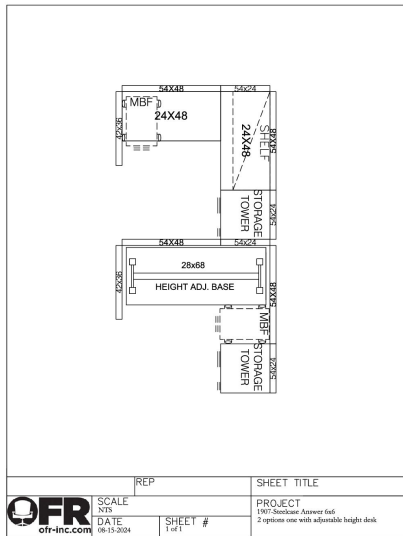 54X48
54x24
MBF
24X48
42x36
24X48
SHELF
54X48
STORAGE
TOWER
54x24
54X48
54x24
28x68
HEIGHT ADJ. BASE
42x36
54X48
MBF
STORAGE
TOWER
54x24
REP
SHEET TITLE
OFR
ofr-inc.com
SCALE
NTS
DATE
08-15-2024
SHEET #
1 of 1
PROJECT
1907-Steelcase Answer 6x6
2 options one with adjustable height desk